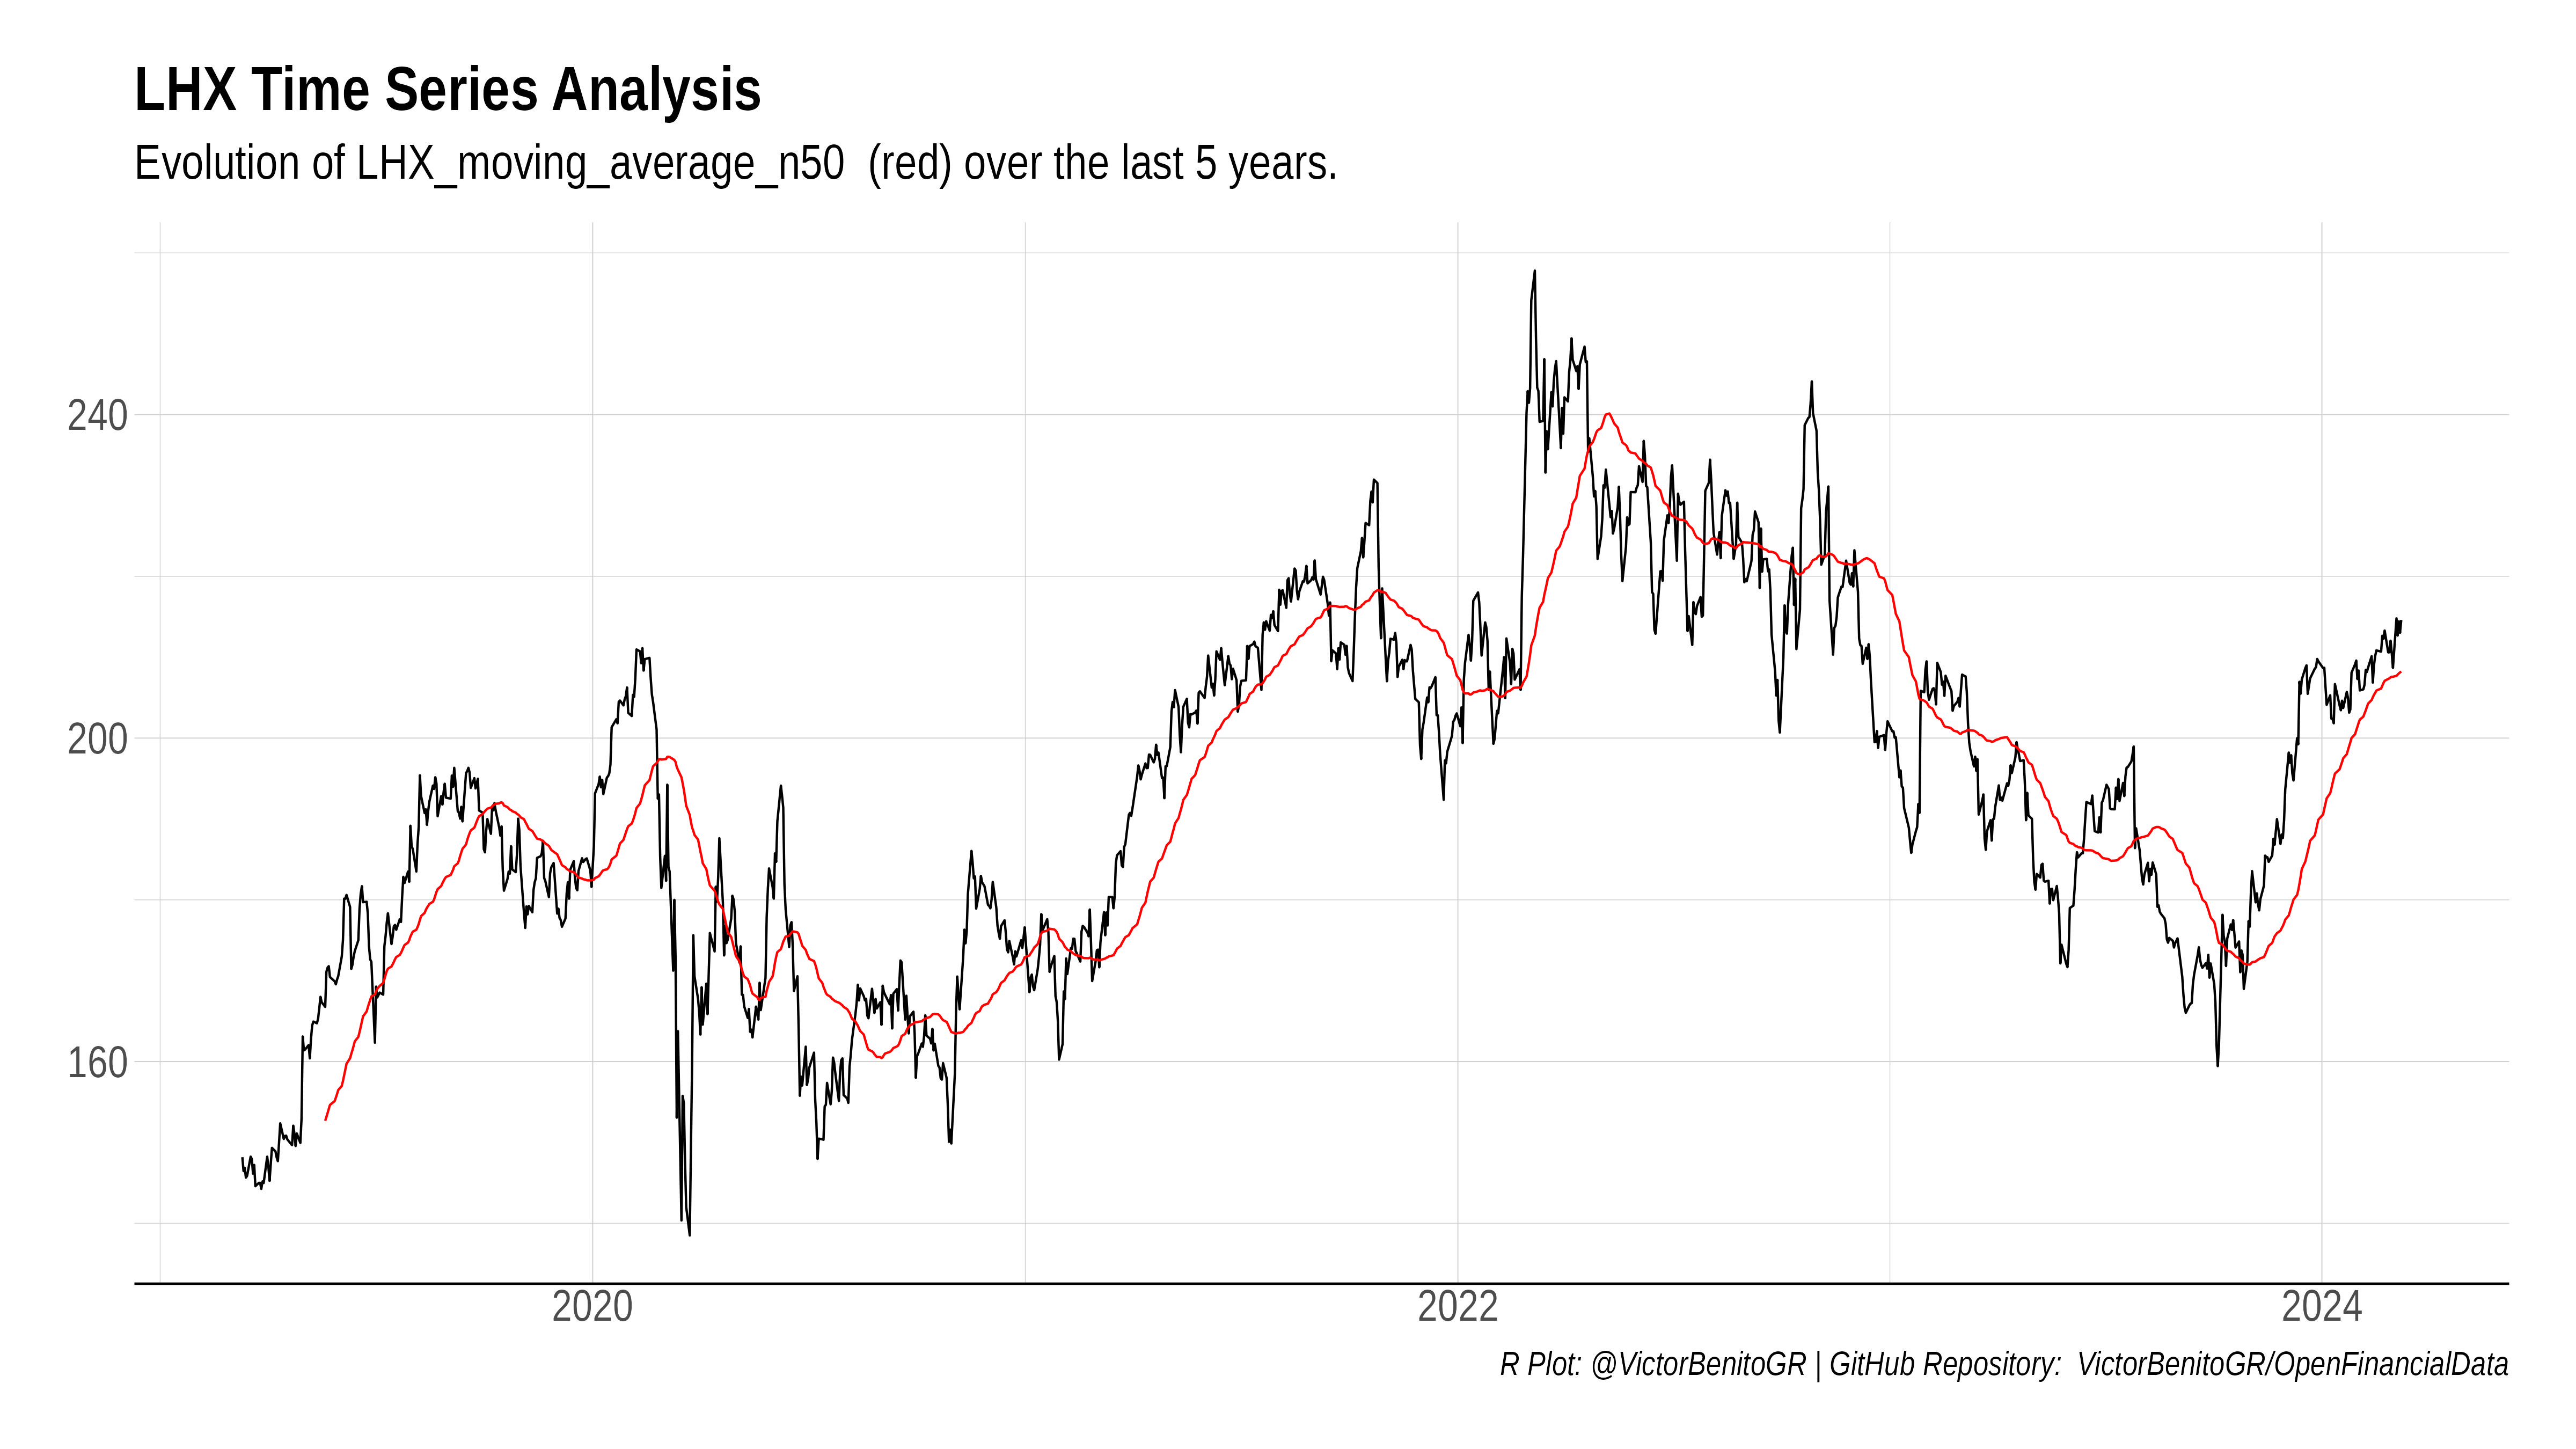 LHX Time Series Analysis
Evolution of LHX_moving_average_n50  (red) over the last 5 years.
240
200
160
2020
2022
2024
R Plot: @VictorBenitoGR | GitHub Repository:  VictorBenitoGR/OpenFinancialData